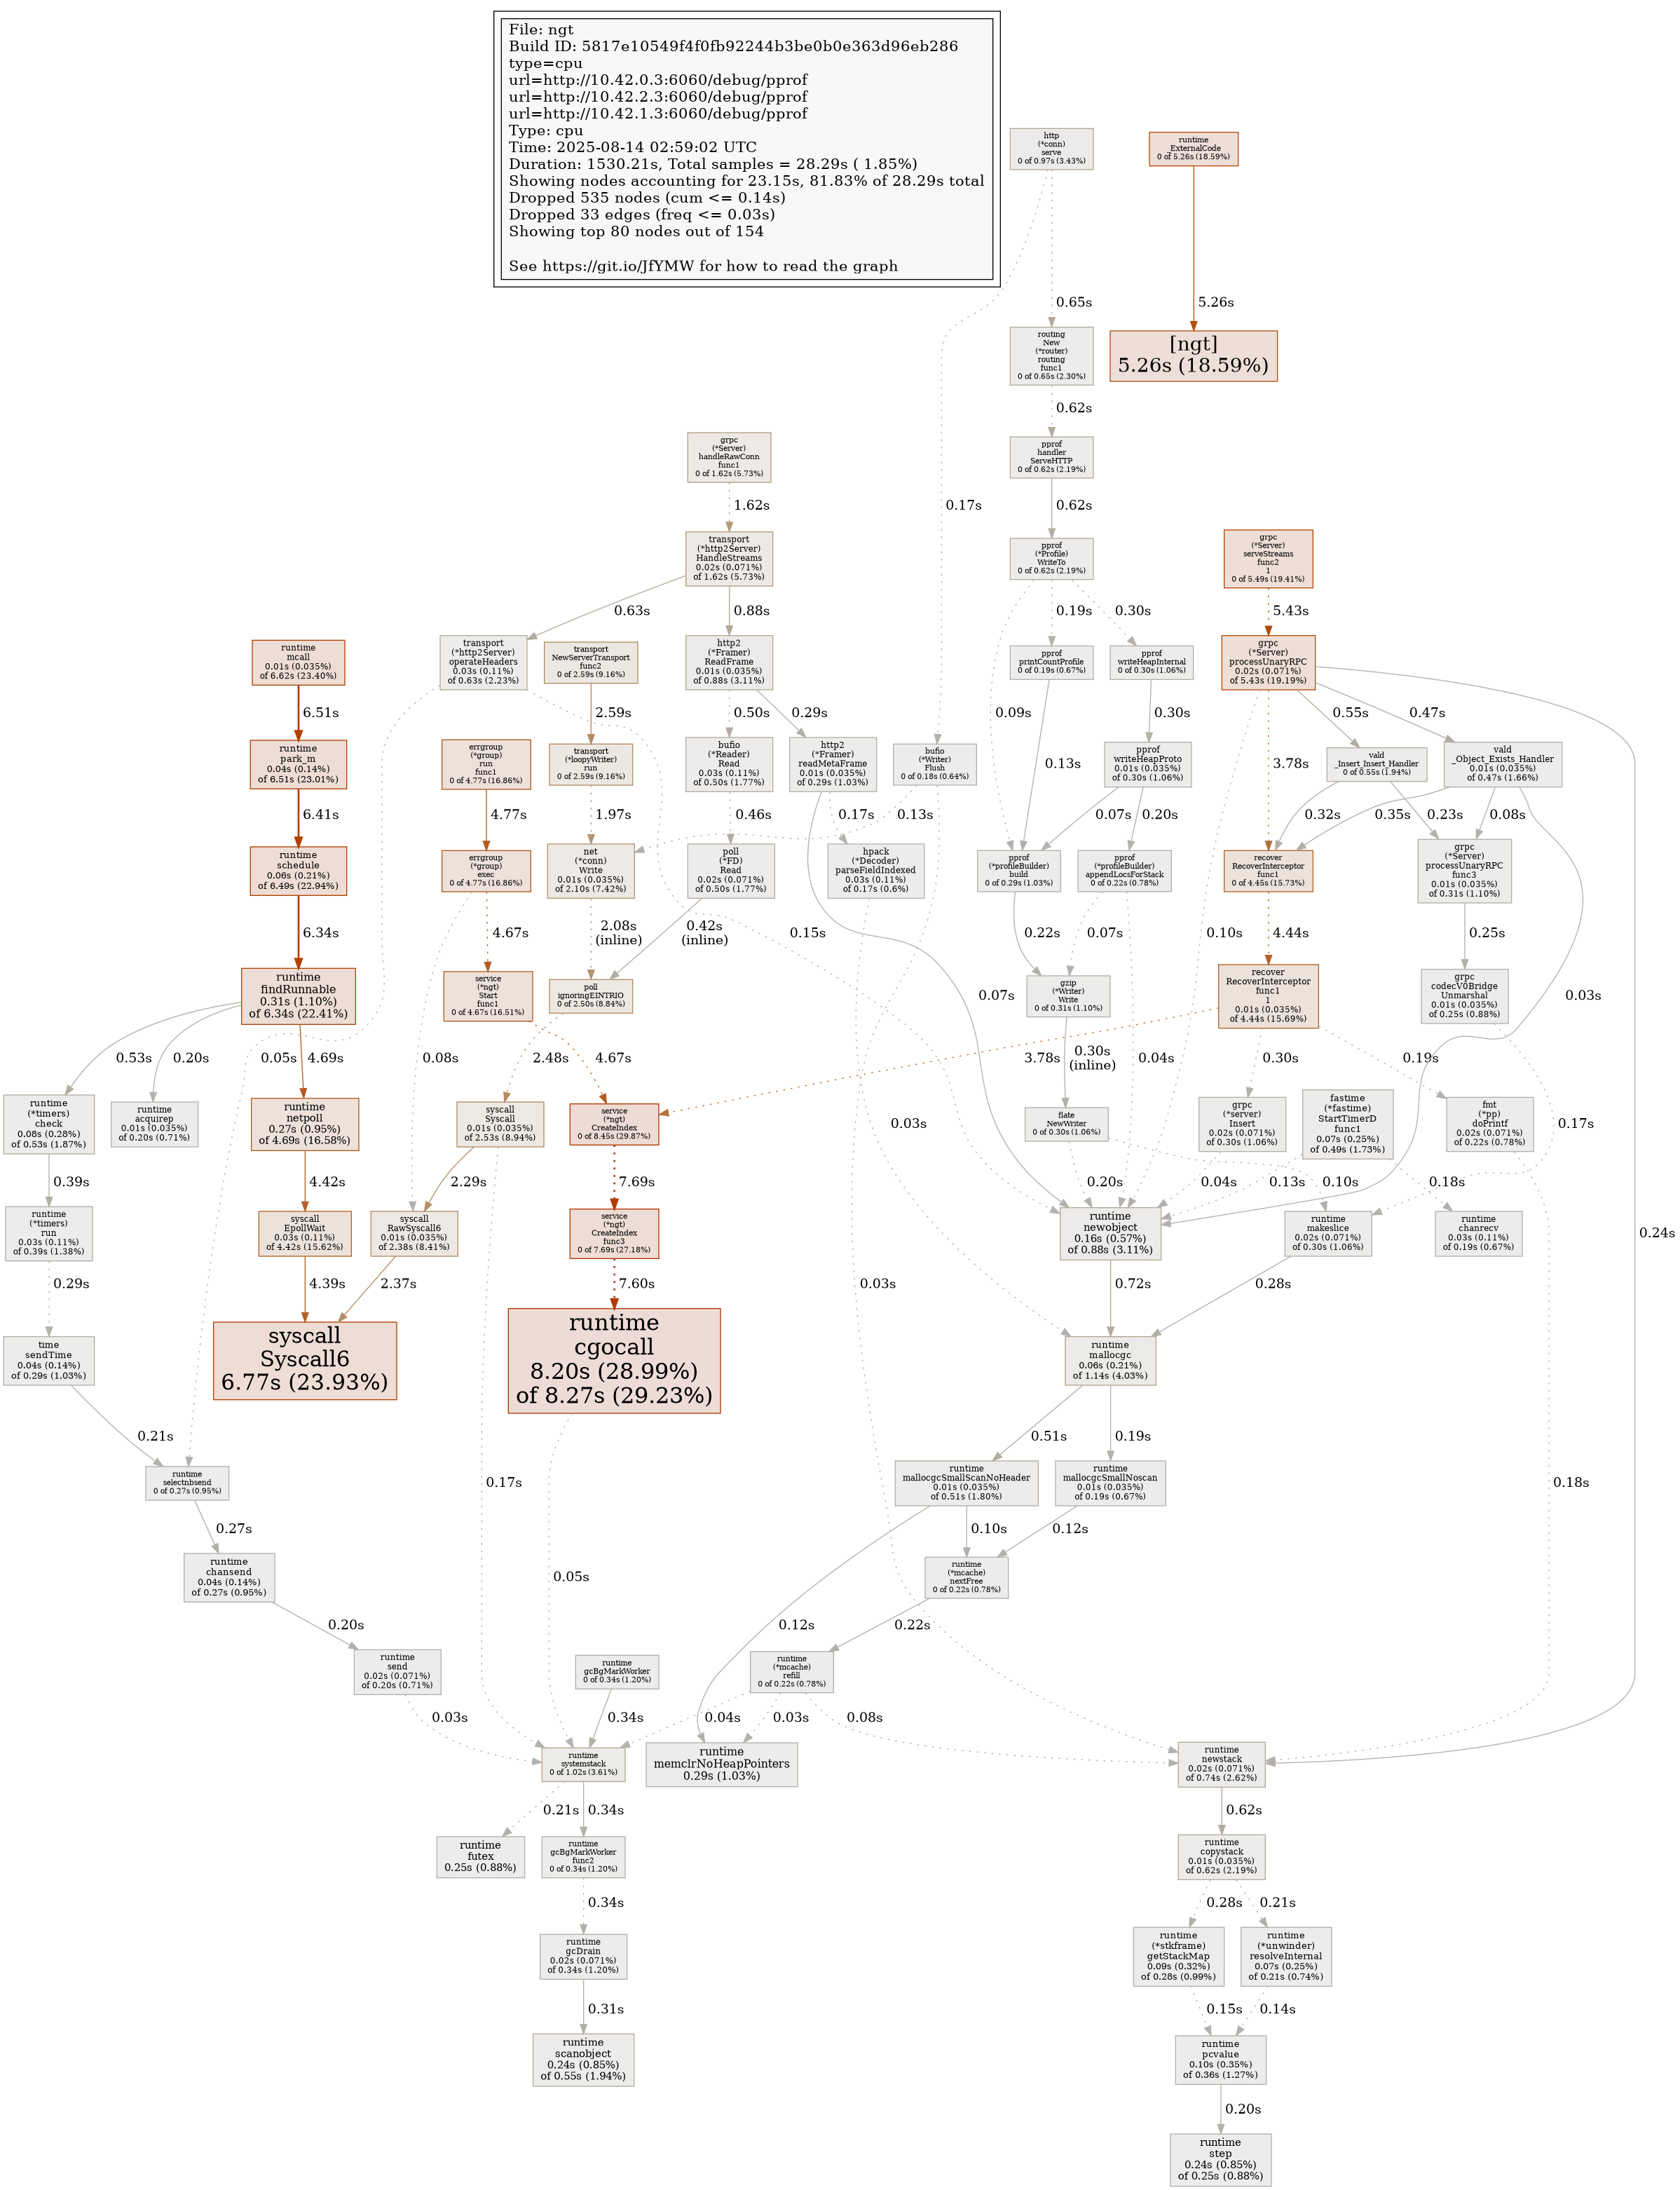 File: ngt
Build ID: 5817e10549f4f0fb92244b3be0b0e363d96eb286
type=cpu
url=http://10.42.0.3:6060/debug/pprof
url=http://10.42.2.3:6060/debug/pprof
url=http://10.42.1.3:6060/debug/pprof
Type: cpu
Time: 2025-08-14 02:59:02 UTC
Duration: 1530.21s, Total samples = 28.29s ( 1.85%)
Showing nodes accounting for 23.15s, 81.83% of 28.29s total
Dropped 535 nodes (cum <= 0.14s)
Dropped 33 edges (freq <= 0.03s)
Showing top 80 nodes out of 154
See https://git.io/JfYMW for how to read the graph
http
(*conn)
serve
0 of 0.97s (3.43%)
runtime
_ExternalCode
0 of 5.26s (18.59%)
0.65s
5.26s
routing
New
(*router)
routing
func1
0 of 0.65s (2.30%)
[ngt]
5.26s (18.59%)
0.62s
grpc
(*Server)
handleRawConn
func1
0 of 1.62s (5.73%)
pprof
handler
ServeHTTP
0 of 0.62s (2.19%)
1.62s
0.17s
0.62s
transport
(*http2Server)
HandleStreams
0.02s (0.071%)
of 1.62s (5.73%)
pprof
(*Profile)
WriteTo
0 of 0.62s (2.19%)
grpc
(*Server)
serveStreams
func2
1
0 of 5.49s (19.41%)
0.63s
0.88s
0.19s
0.30s
5.43s
runtime
mcall
0.01s (0.035%)
of 6.62s (23.40%)
transport
(*http2Server)
operateHeaders
0.03s (0.11%)
of 0.63s (2.23%)
transport
NewServerTransport
func2
0 of 2.59s (9.16%)
http2
(*Framer)
ReadFrame
0.01s (0.035%)
of 0.88s (3.11%)
pprof
printCountProfile
0 of 0.19s (0.67%)
pprof
writeHeapInternal
0 of 0.30s (1.06%)
grpc
(*Server)
processUnaryRPC
0.02s (0.071%)
of 5.43s (19.19%)
6.51s
2.59s
0.50s
0.29s
0.09s
0.30s
0.55s
0.47s
runtime
park_m
0.04s (0.14%)
of 6.51s (23.01%)
errgroup
(*group)
run
func1
0 of 4.77s (16.86%)
transport
(*loopyWriter)
run
0 of 2.59s (9.16%)
bufio
(*Reader)
Read
0.03s (0.11%)
of 0.50s (1.77%)
http2
(*Framer)
readMetaFrame
0.01s (0.035%)
of 0.29s (1.03%)
bufio
(*Writer)
Flush
0 of 0.18s (0.64%)
0.13s
pprof
writeHeapProto
0.01s (0.035%)
of 0.30s (1.06%)
3.78s
vald
_Insert_Insert_Handler
0 of 0.55s (1.94%)
vald
_Object_Exists_Handler
0.01s (0.035%)
of 0.47s (1.66%)
6.41s
4.77s
1.97s
0.46s
0.17s
0.13s
0.07s
0.20s
0.32s
0.35s
0.23s
0.08s
runtime
schedule
0.06s (0.21%)
of 6.49s (22.94%)
errgroup
(*group)
exec
0 of 4.77s (16.86%)
net
(*conn)
Write
0.01s (0.035%)
of 2.10s (7.42%)
poll
(*FD)
Read
0.02s (0.071%)
of 0.50s (1.77%)
hpack
(*Decoder)
parseFieldIndexed
0.03s (0.11%)
of 0.17s (0.6%)
pprof
(*profileBuilder)
build
0 of 0.29s (1.03%)
pprof
(*profileBuilder)
appendLocsForStack
0 of 0.22s (0.78%)
recover
RecoverInterceptor
func1
0 of 4.45s (15.73%)
grpc
(*Server)
processUnaryRPC
func3
0.01s (0.035%)
of 0.31s (1.10%)
6.34s
4.67s
2.08s
(inline)
0.42s
(inline)
0.15s
0.22s
0.07s
0.10s
4.44s
0.25s
runtime
findRunnable
0.31s (1.10%)
of 6.34s (22.41%)
service
(*ngt)
Start
func1
0 of 4.67s (16.51%)
poll
ignoringEINTRIO
0 of 2.50s (8.84%)
0.07s
gzip
(*Writer)
Write
0 of 0.31s (1.10%)
recover
RecoverInterceptor
func1
1
0.01s (0.035%)
of 4.44s (15.69%)
grpc
codecV0Bridge
Unmarshal
0.01s (0.035%)
of 0.25s (0.88%)
0.03s
0.53s
0.20s
0.05s
4.69s
0.08s
2.48s
4.67s
3.78s
0.30s
(inline)
0.04s
0.30s
0.19s
runtime
(*timers)
check
0.08s (0.28%)
of 0.53s (1.87%)
runtime
acquirep
0.01s (0.035%)
of 0.20s (0.71%)
runtime
netpoll
0.27s (0.95%)
of 4.69s (16.58%)
syscall
Syscall
0.01s (0.035%)
of 2.53s (8.94%)
service
(*ngt)
CreateIndex
0 of 8.45s (29.87%)
0.03s
flate
NewWriter
0 of 0.30s (1.06%)
grpc
(*server)
Insert
0.02s (0.071%)
of 0.30s (1.06%)
fastime
(*fastime)
StartTimerD
func1
0.07s (0.25%)
of 0.49s (1.73%)
fmt
(*pp)
doPrintf
0.02s (0.071%)
of 0.22s (0.78%)
0.17s
0.39s
4.42s
2.29s
7.69s
0.20s
0.04s
0.13s
0.10s
0.18s
runtime
(*timers)
run
0.03s (0.11%)
of 0.39s (1.38%)
syscall
EpollWait
0.03s (0.11%)
of 4.42s (15.62%)
syscall
RawSyscall6
0.01s (0.035%)
of 2.38s (8.41%)
service
(*ngt)
CreateIndex
func3
0 of 7.69s (27.18%)
runtime
newobject
0.16s (0.57%)
of 0.88s (3.11%)
runtime
makeslice
0.02s (0.071%)
of 0.30s (1.06%)
runtime
chanrecv
0.03s (0.11%)
of 0.19s (0.67%)
0.24s
0.29s
4.39s
2.37s
7.60s
0.03s
0.72s
0.28s
time
sendTime
0.04s (0.14%)
of 0.29s (1.03%)
syscall
Syscall6
6.77s (23.93%)
runtime
cgocall
8.20s (28.99%)
of 8.27s (29.23%)
runtime
mallocgc
0.06s (0.21%)
of 1.14s (4.03%)
0.21s
0.51s
0.19s
runtime
selectnbsend
0 of 0.27s (0.95%)
0.17s
runtime
mallocgcSmallScanNoHeader
0.01s (0.035%)
of 0.51s (1.80%)
runtime
mallocgcSmallNoscan
0.01s (0.035%)
of 0.19s (0.67%)
0.18s
0.27s
0.10s
0.12s
runtime
chansend
0.04s (0.14%)
of 0.27s (0.95%)
0.05s
runtime
(*mcache)
nextFree
0 of 0.22s (0.78%)
0.20s
0.12s
0.22s
runtime
send
0.02s (0.071%)
of 0.20s (0.71%)
runtime
gcBgMarkWorker
0 of 0.34s (1.20%)
runtime
(*mcache)
refill
0 of 0.22s (0.78%)
0.03s
0.34s
0.04s
0.03s
0.08s
runtime
systemstack
0 of 1.02s (3.61%)
runtime
memclrNoHeapPointers
0.29s (1.03%)
runtime
newstack
0.02s (0.071%)
of 0.74s (2.62%)
0.21s
0.34s
0.62s
runtime
futex
0.25s (0.88%)
runtime
gcBgMarkWorker
func2
0 of 0.34s (1.20%)
runtime
copystack
0.01s (0.035%)
of 0.62s (2.19%)
0.34s
0.28s
0.21s
runtime
gcDrain
0.02s (0.071%)
of 0.34s (1.20%)
runtime
(*stkframe)
getStackMap
0.09s (0.32%)
of 0.28s (0.99%)
runtime
(*unwinder)
resolveInternal
0.07s (0.25%)
of 0.21s (0.74%)
0.31s
0.15s
0.14s
runtime
scanobject
0.24s (0.85%)
of 0.55s (1.94%)
runtime
pcvalue
0.10s (0.35%)
of 0.36s (1.27%)
0.20s
runtime
step
0.24s (0.85%)
of 0.25s (0.88%)